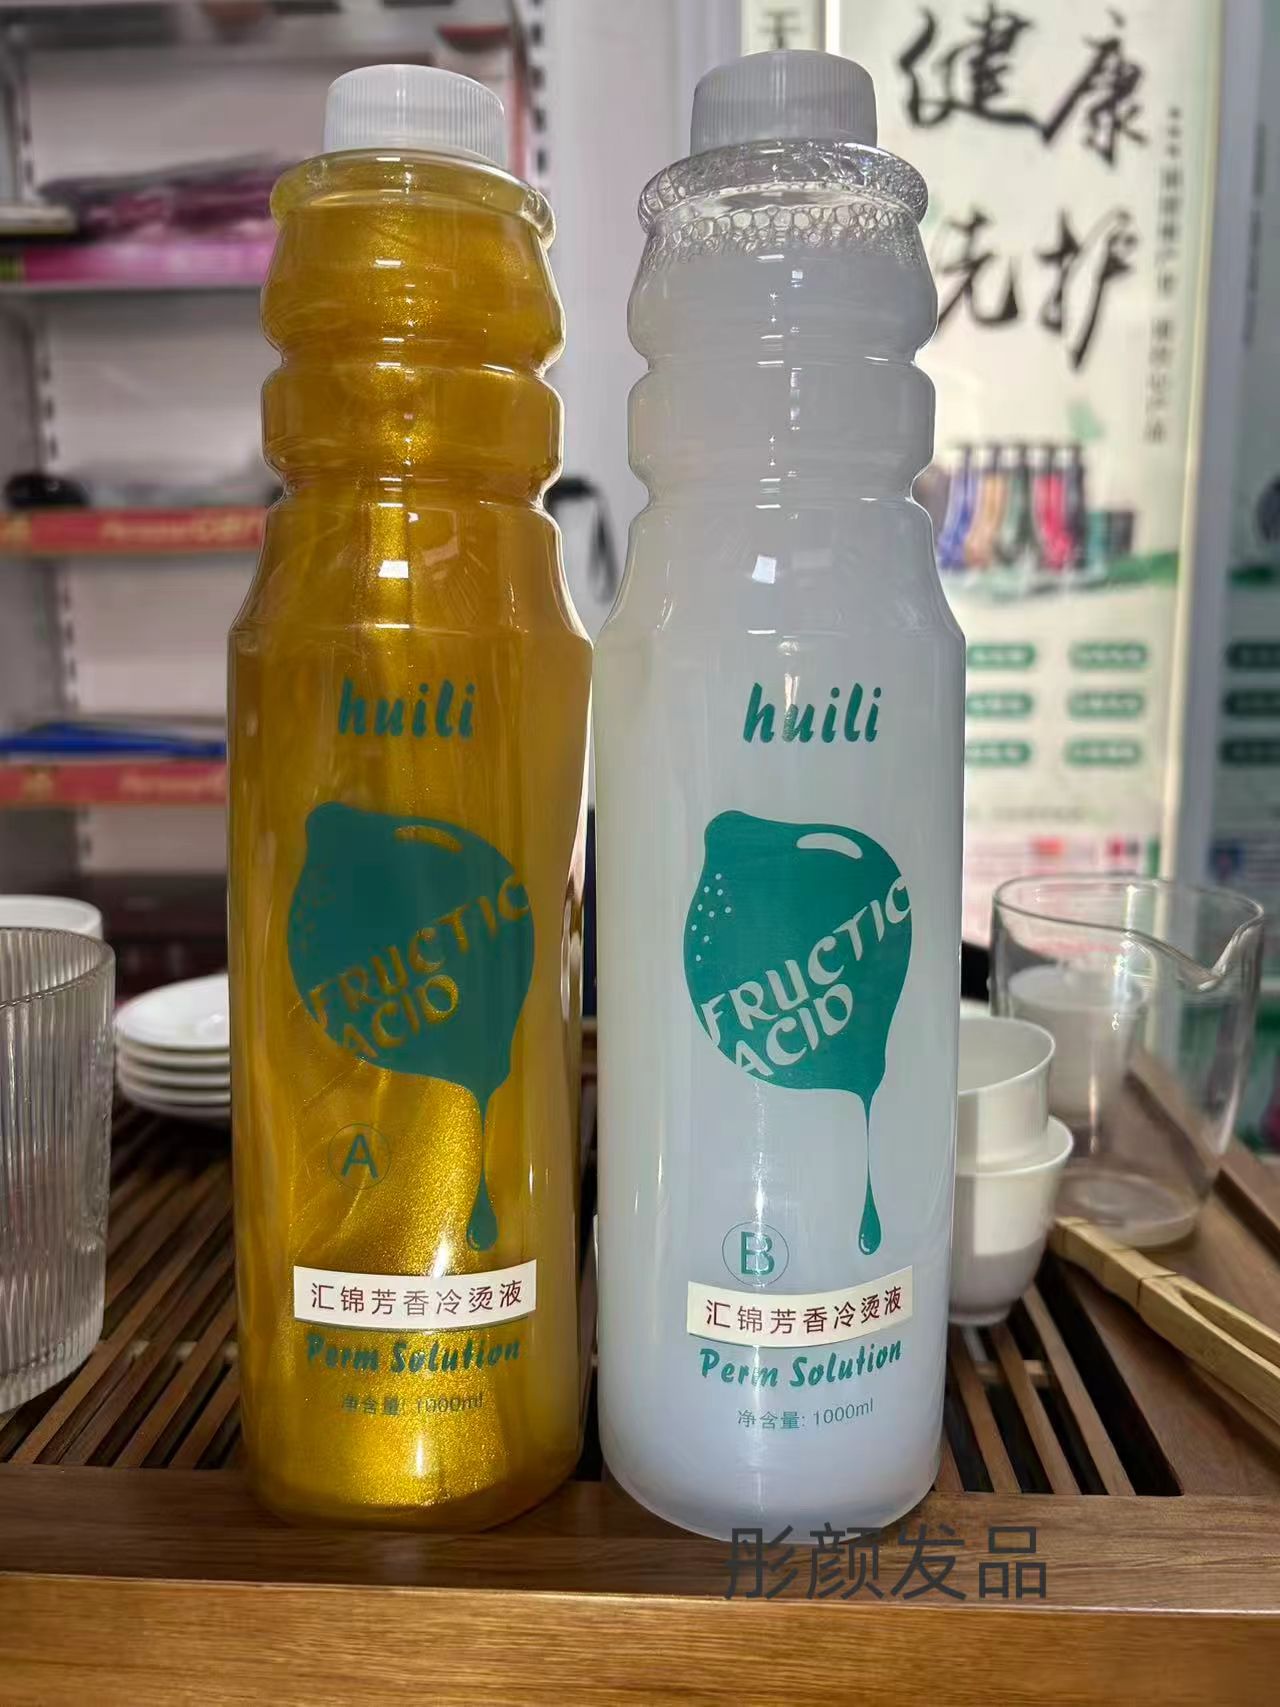 健康
洗护
huili
FRUCTIC
ACID
A
汇锦芳香冷烫液
Perm Solution
净含量: 1000ml
huili
FRUCTIC
ACID
B
汇锦芳香冷烫液
Perm Solution
净含量: 1000ml
彤颜发品